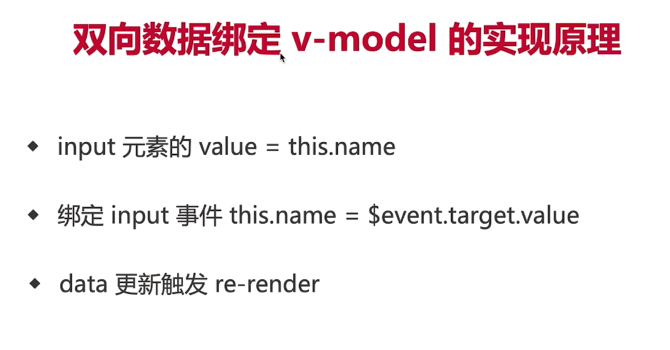 双向数据绑定 v-model 的实现原理
input 元素的 value = this.name
绑定 input 事件 this.name = $event.target.value
data 更新触发 re-render